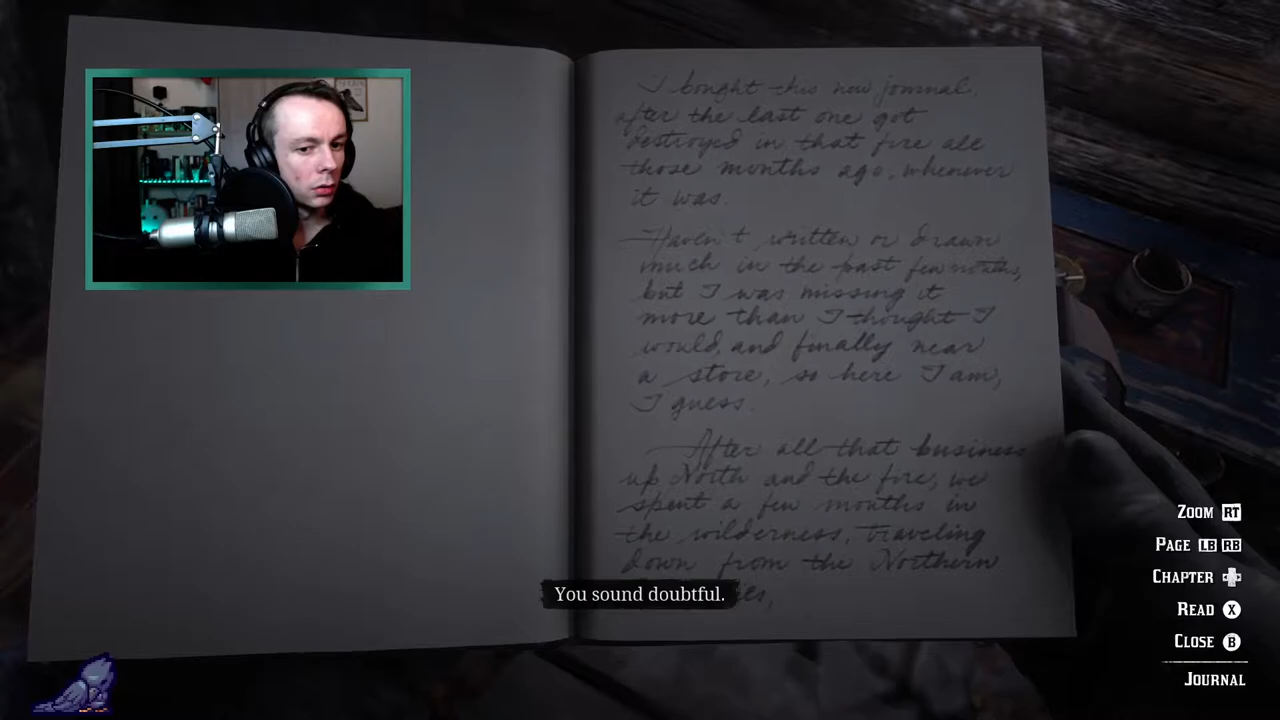 I bought this new journal,
after the last one got
destroyed in that fire all
those months ago, whenever
it was.
Haven't written or drawn
much in the past few months,
but I was missing it
more than I thought I
would, and finally near
a store, so here I am,
I guess.
After all that business
up North and the fire, we
spent a few months in
the wilderness, traveling
down from the Northern
You sound doubtful.
ZOOM RT
PAGE LB RB
CHAPTER
READ X
CLOSE B
JOURNAL